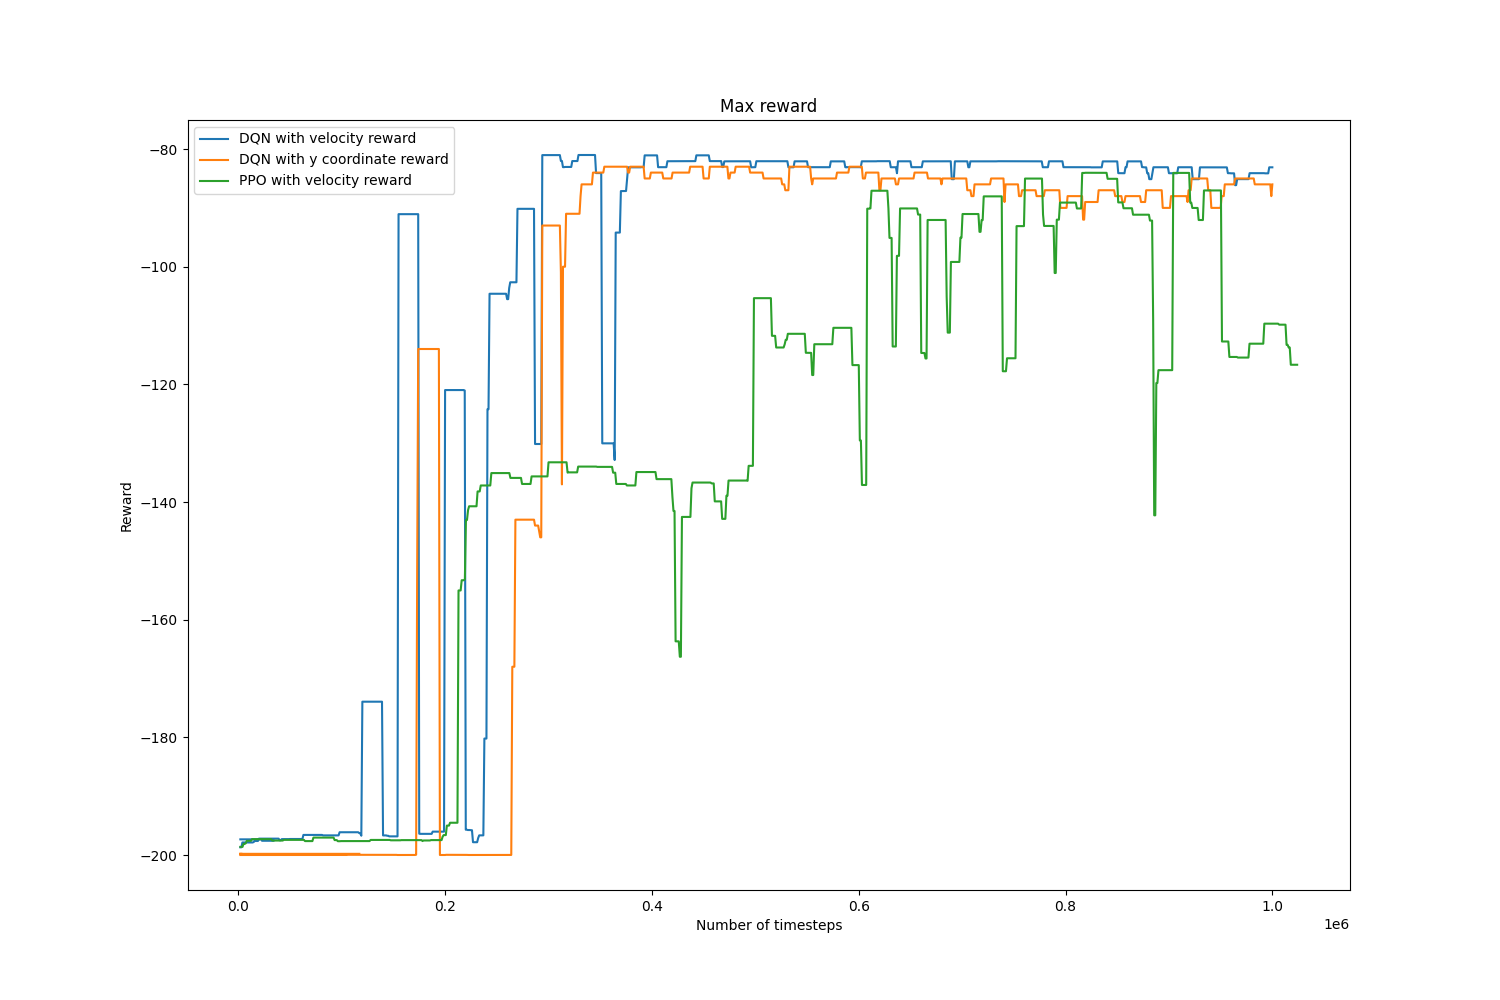 Max reward
DQN with velocity reward
DQN with y coordinate reward
PPO with velocity reward
−80
−100
−120
−140
−160
−180
−200
Reward
0.0 0.2 0.4 0.6 0.8 1.0
Number of timesteps
1e6